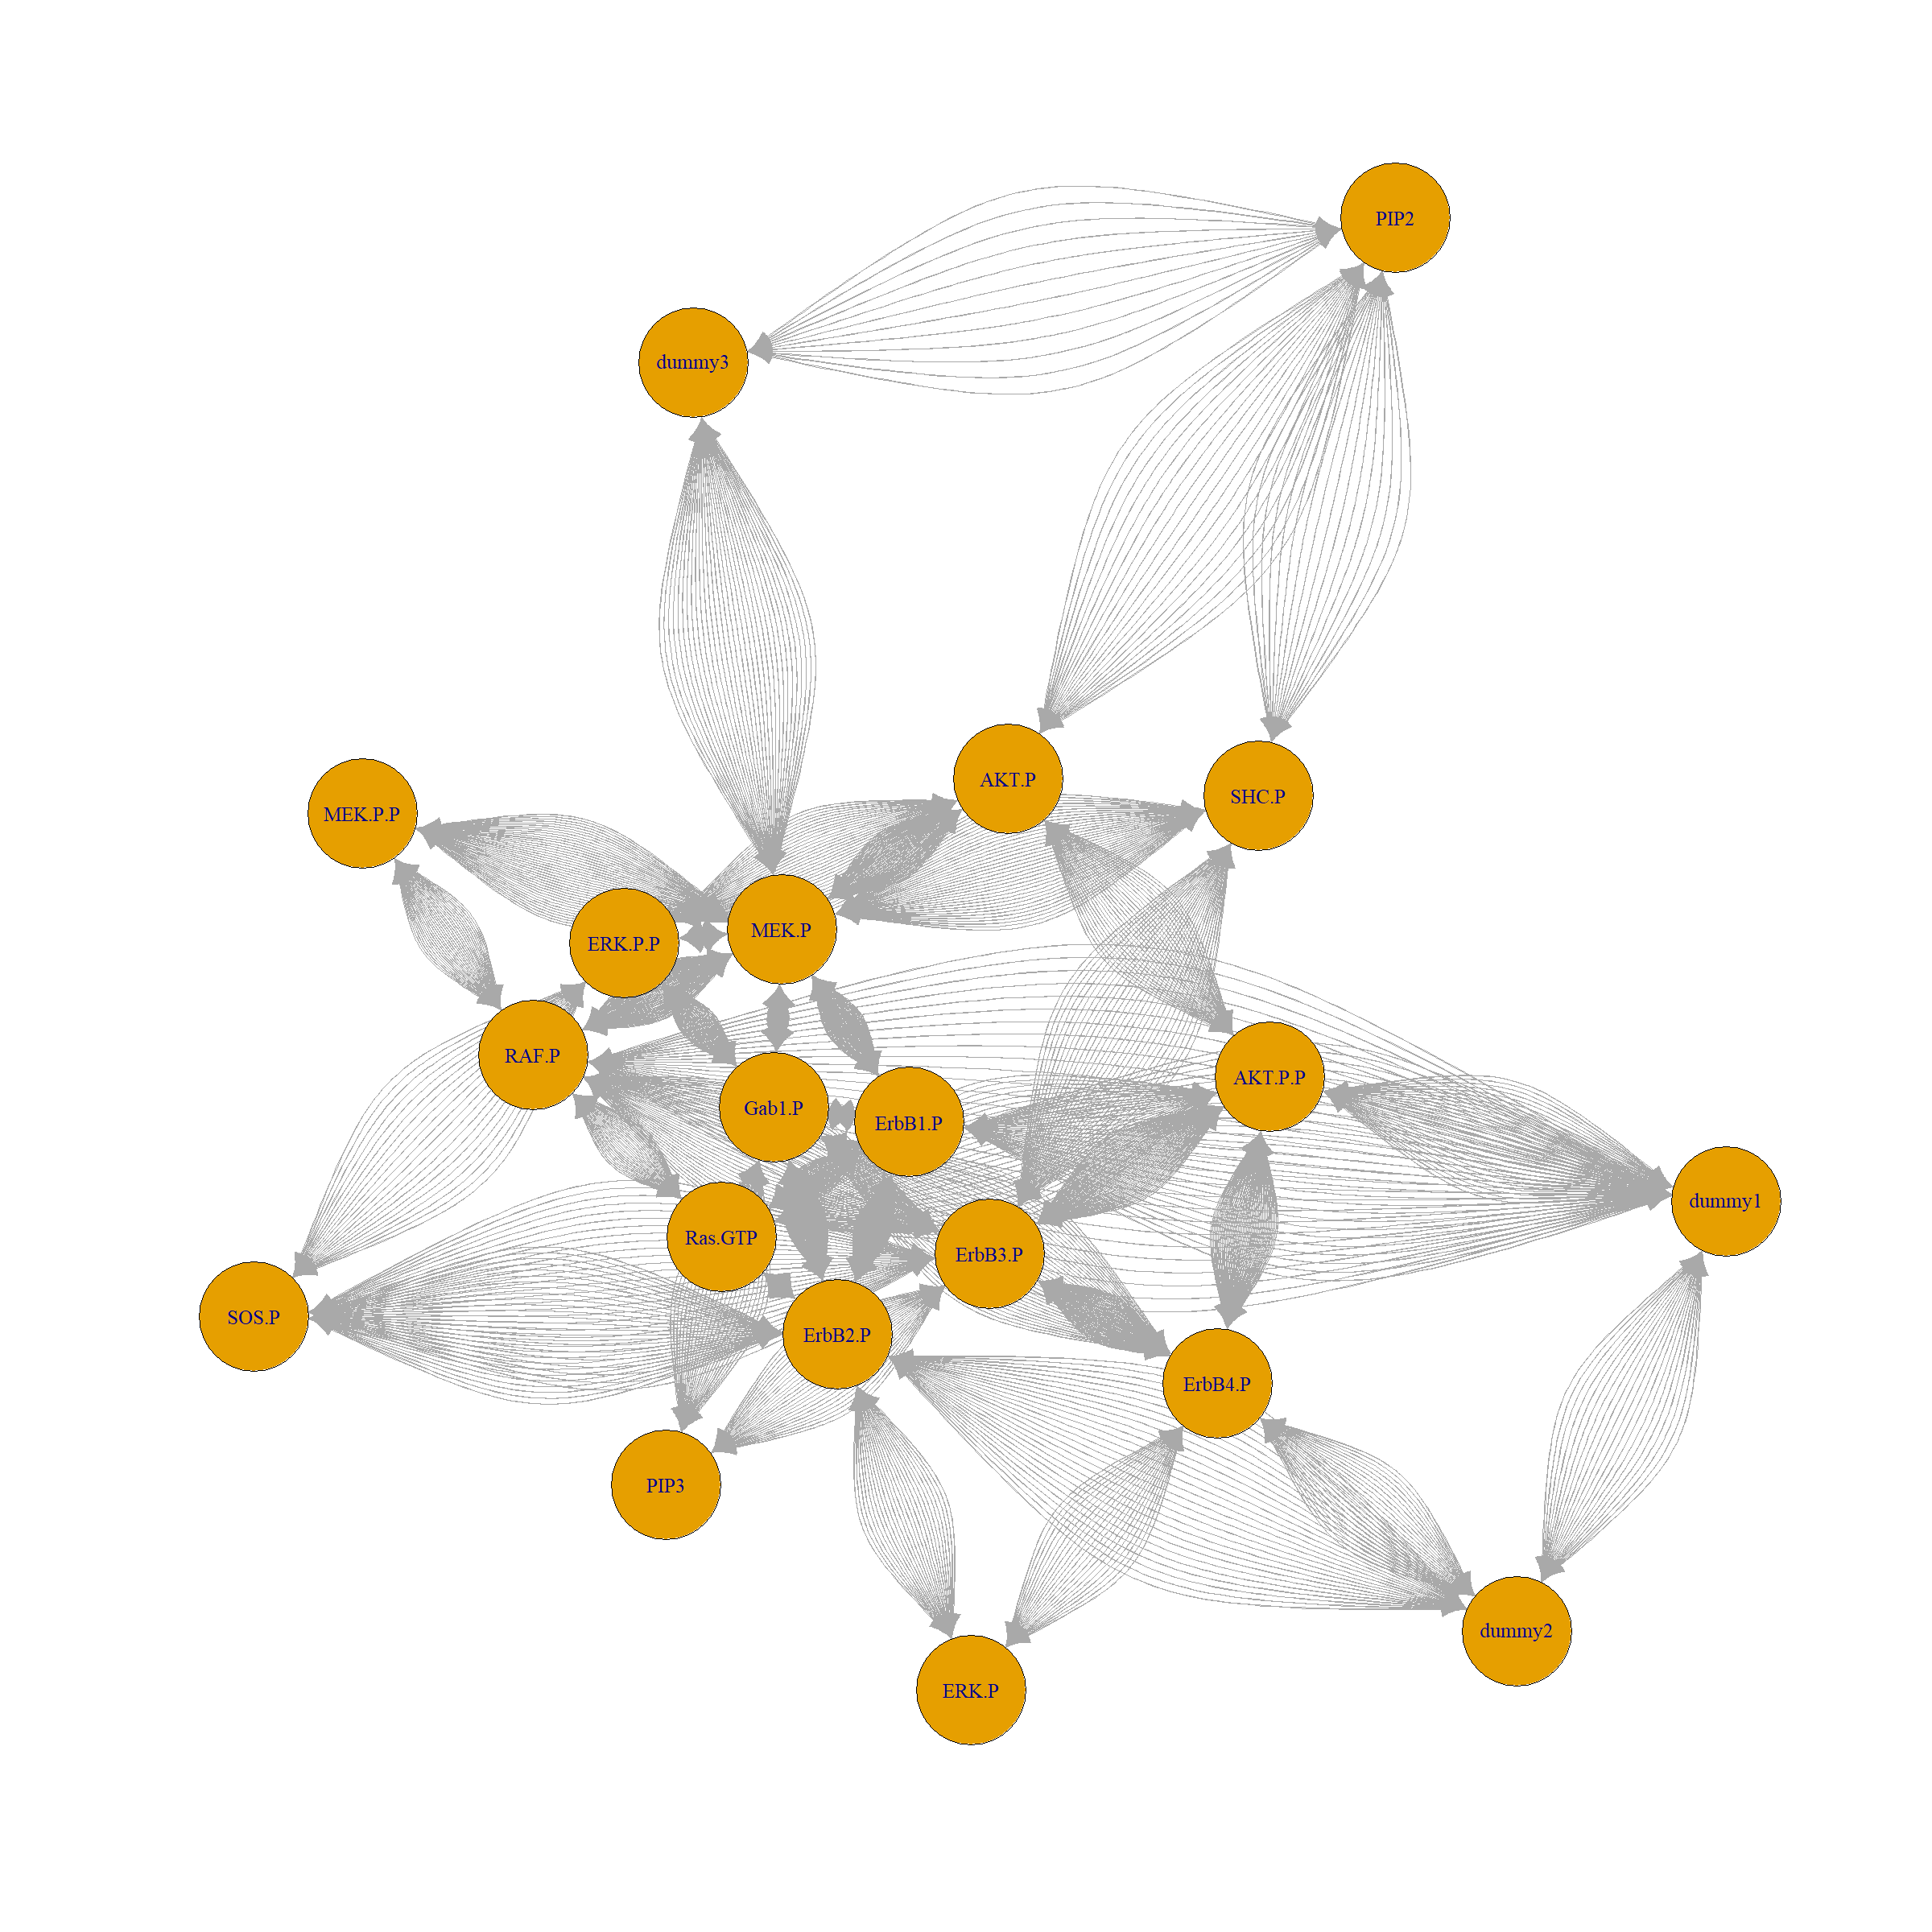 PIP2
dummy3
AKT.P
SHC.P
MEK.P.P
MEK.P
ERK.P.P
RAF.P
AKT.P.P
Gab1.P
ErbB1.P
dummy1
Ras.GTP
ErbB3.P
SOS.P
ErbB2.P
ErbB4.P
PIP3
dummy2
ERK.P